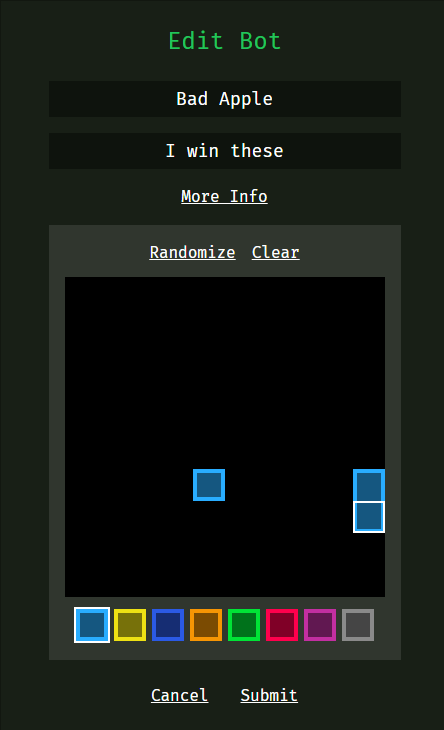 Edit Bot
Bad Apple
I win these
More Info
Randomize Clear
Cancel Submit